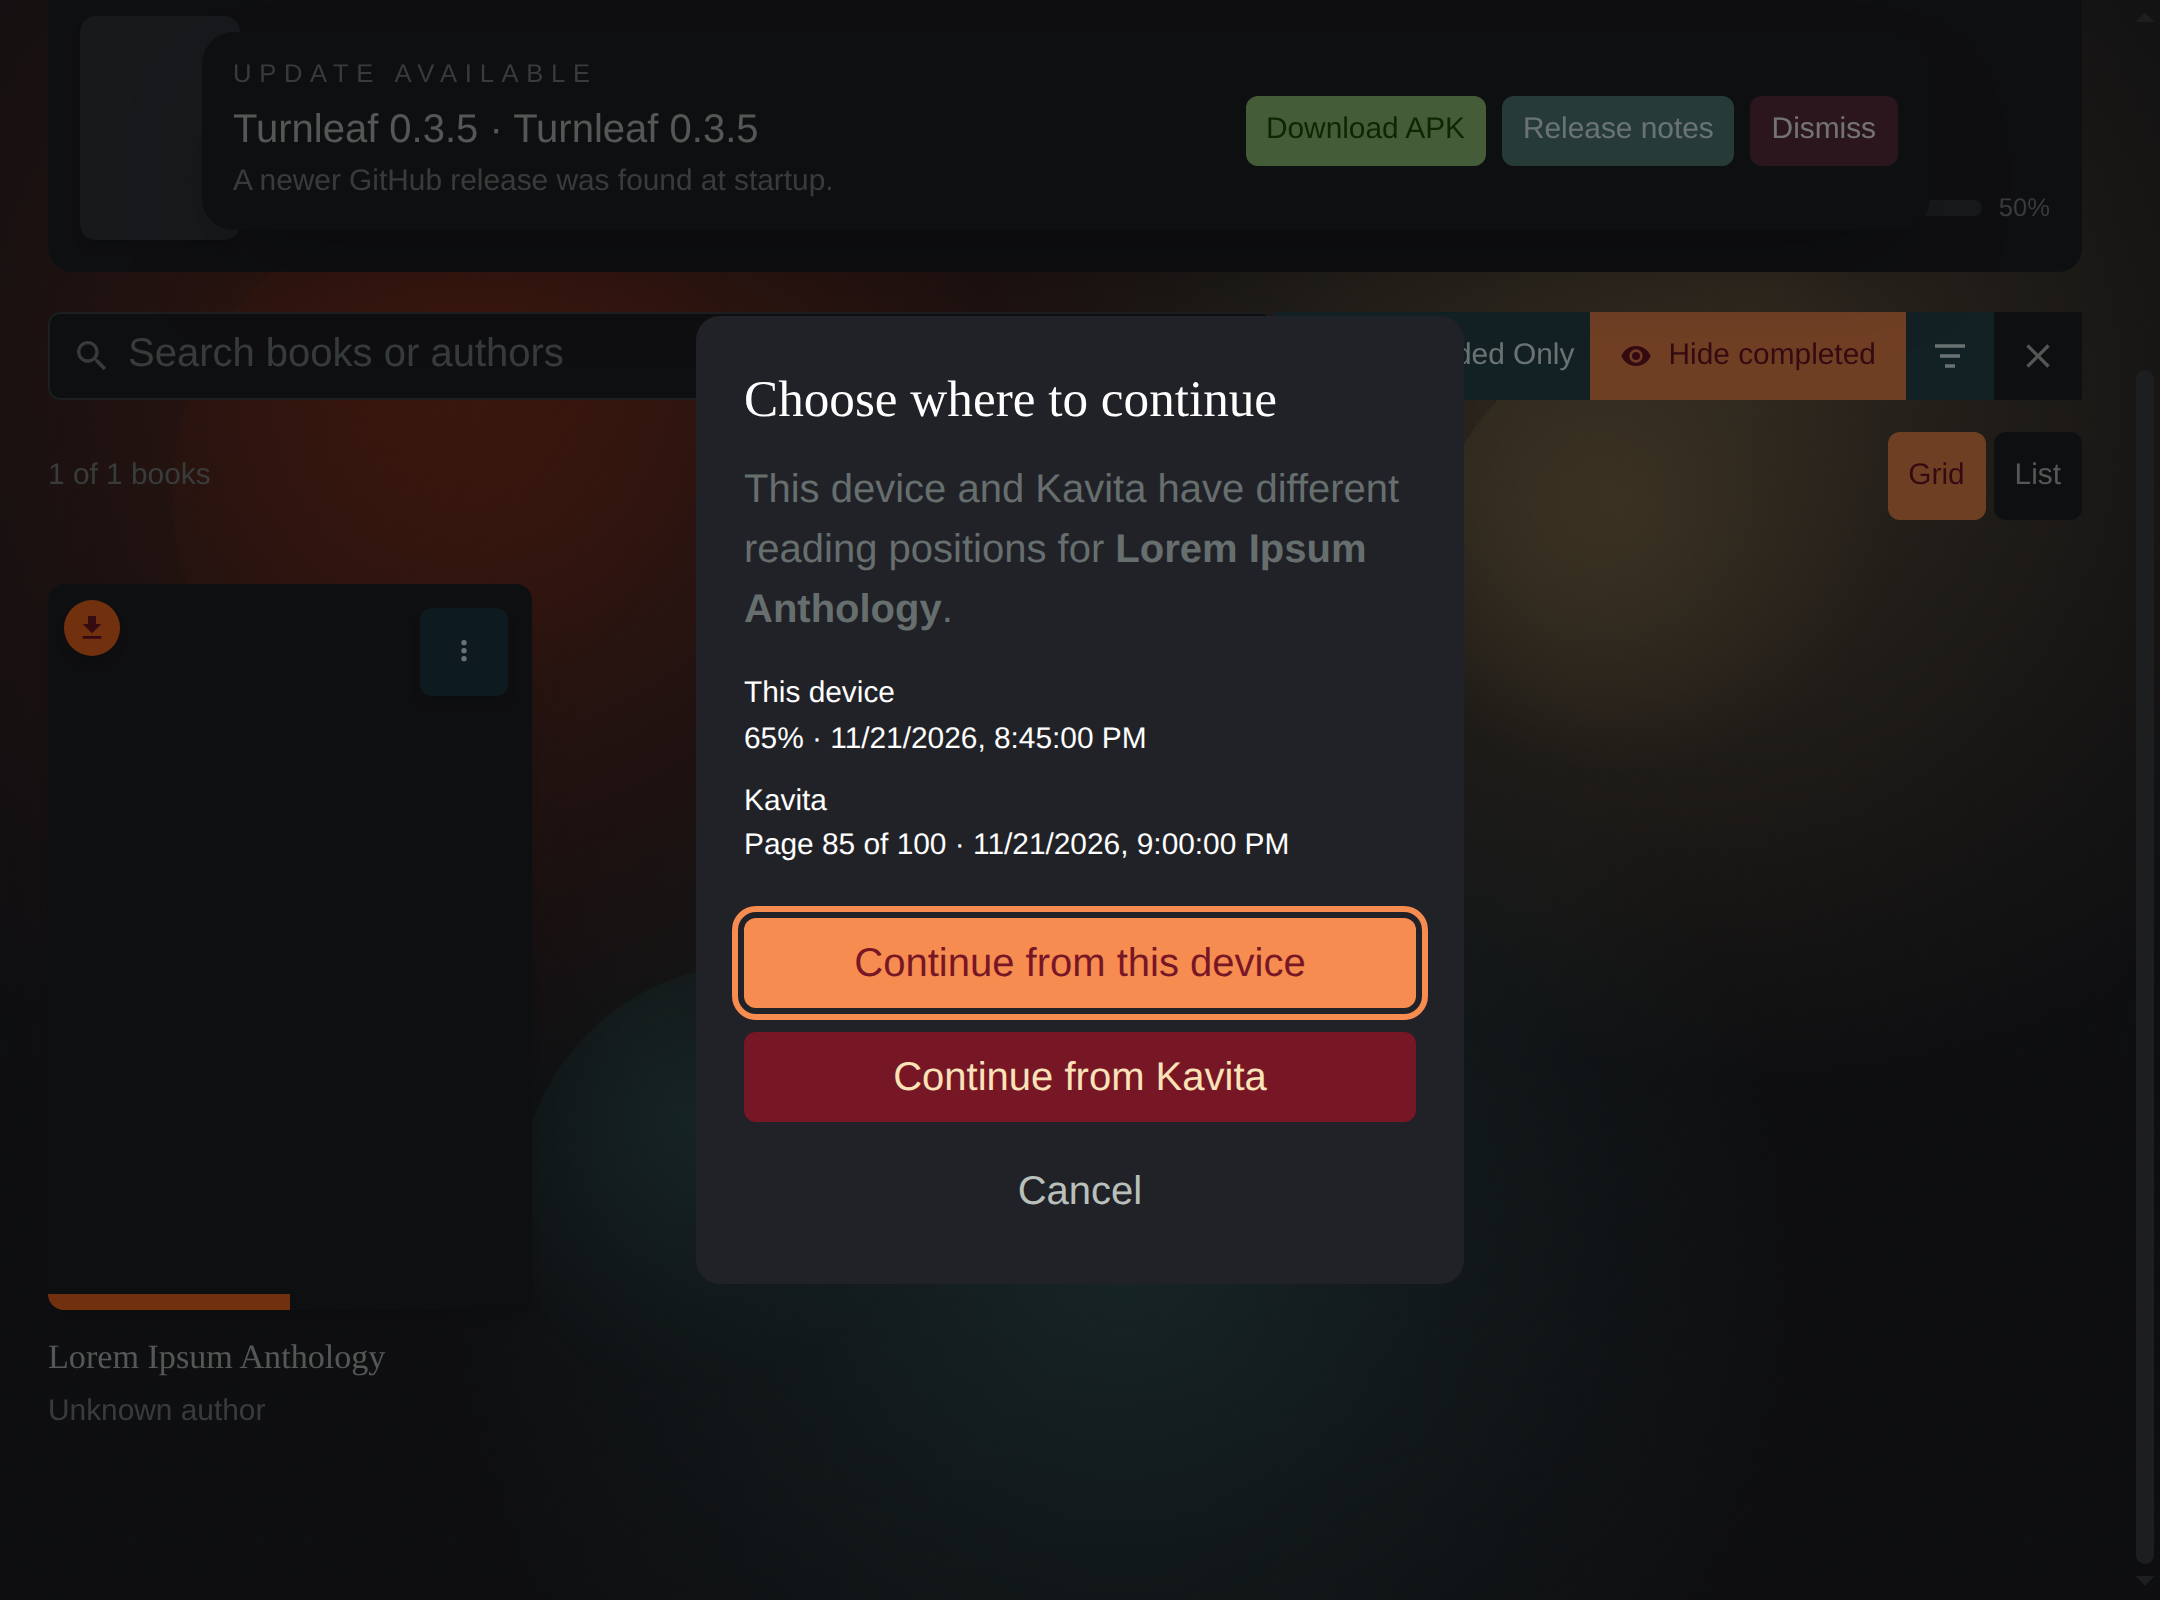 UPDATE AVAILABLE
Turnleaf 0.3.5 · Turnleaf 0.3.5
A newer GitHub release was found at startup.
Download APK
Release notes
Dismiss
50%
Search books or authors
Only
Hide completed
1 of 1 books
Grid
List
Choose where to continue
This device and Kavita have different
reading positions for Lorem Ipsum
Anthology.
This device
65% · 11/21/2026, 8:45:00 PM
Kavita
Page 85 of 100 · 11/21/2026, 9:00:00 PM
Continue from this device
Continue from Kavita
Cancel
Lorem Ipsum Anthology
Unknown author